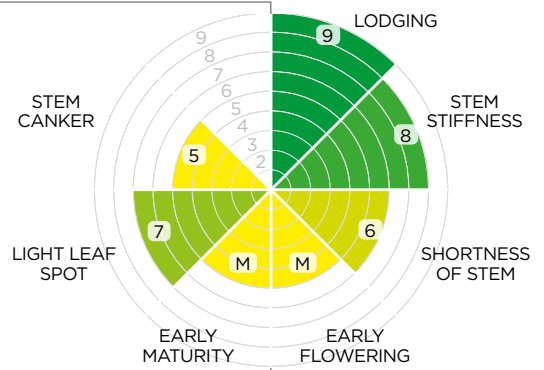 LODGING
9
STEM
STIFFNESS
8
SHORTNESS
OF STEM
6
EARLY
FLOWERING
M
EARLY
MATURITY
M
LIGHT LEAF
SPOT
7
STEM
CANKER
5
9
8
7
6
5
4
3
2